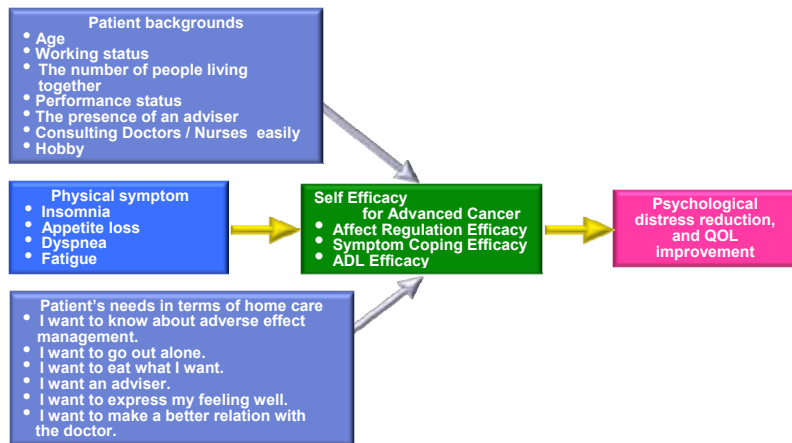 Patient backgrounds
• Age
• Working status
• The number of people living
together
• Performance status
• The presence of an adviser
• Consulting Doctors / Nurses easily
• Hobby
Physical symptom
• Insomnia
• Appetite loss
• Dyspnea
• Fatigue
Self Efficacy
for Advanced Cancer
• Affect Regulation Efficacy
• Symptom Coping Efficacy
• ADL Efficacy
Psychological
distress reduction,
and QOL
improvement
Patient's needs in terms of home care
• I want to know about adverse effect
management.
• I want to go out alone.
• I want to eat what I want.
• I want an adviser.
• I want to express my feeling well.
• I want to make a better relation with
the doctor.